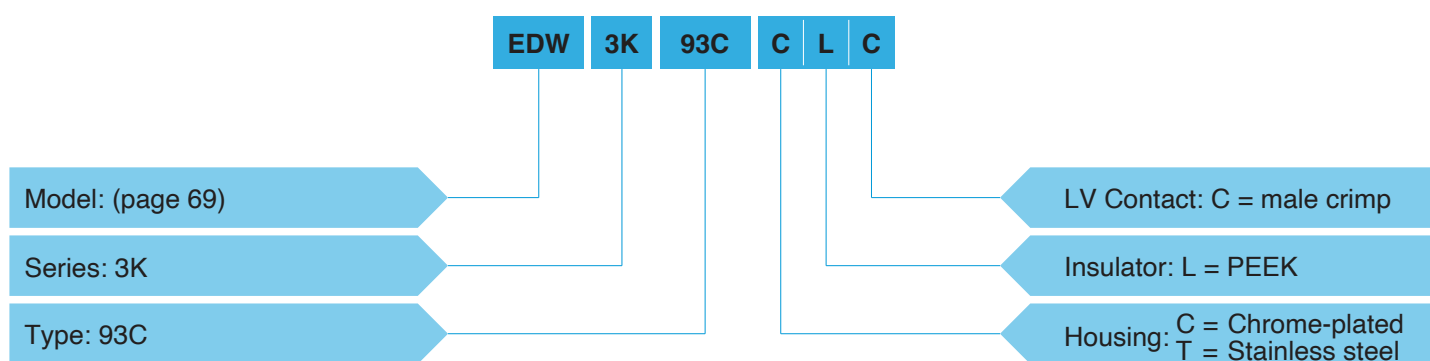 EDW 3K 93C C L C
Model: (page 69)
Series: 3K
Type: 93C
LV Contact: C = male crimp
Insulator: L = PEEK
Housing: C = Chrome-plated
T = Stainless steel